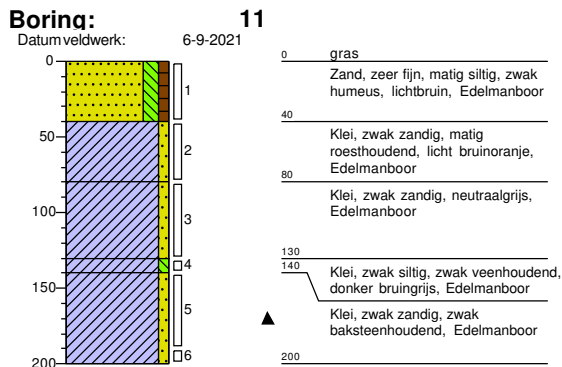 Boring: 11
Datum veldwerk: 6-9-2021
0
50
100
150
200
1
2
3
4
5
6
0 gras
Zand, zeer fijn, matig siltig, zwak
humeus, lichtbruin, Edelmanboor
40
Klei, zwak zandig, matig
roesthoudend, licht bruinoranje,
Edelmanboor
80
Klei, zwak zandig, neutraalgrijs,
Edelmanboor
130
Klei, zwak siltig, zwak veenhoudend,
donker bruingrijs, Edelmanboor
140
Klei, zwak zandig, zwak
baksteenhoudend, Edelmanboor
200